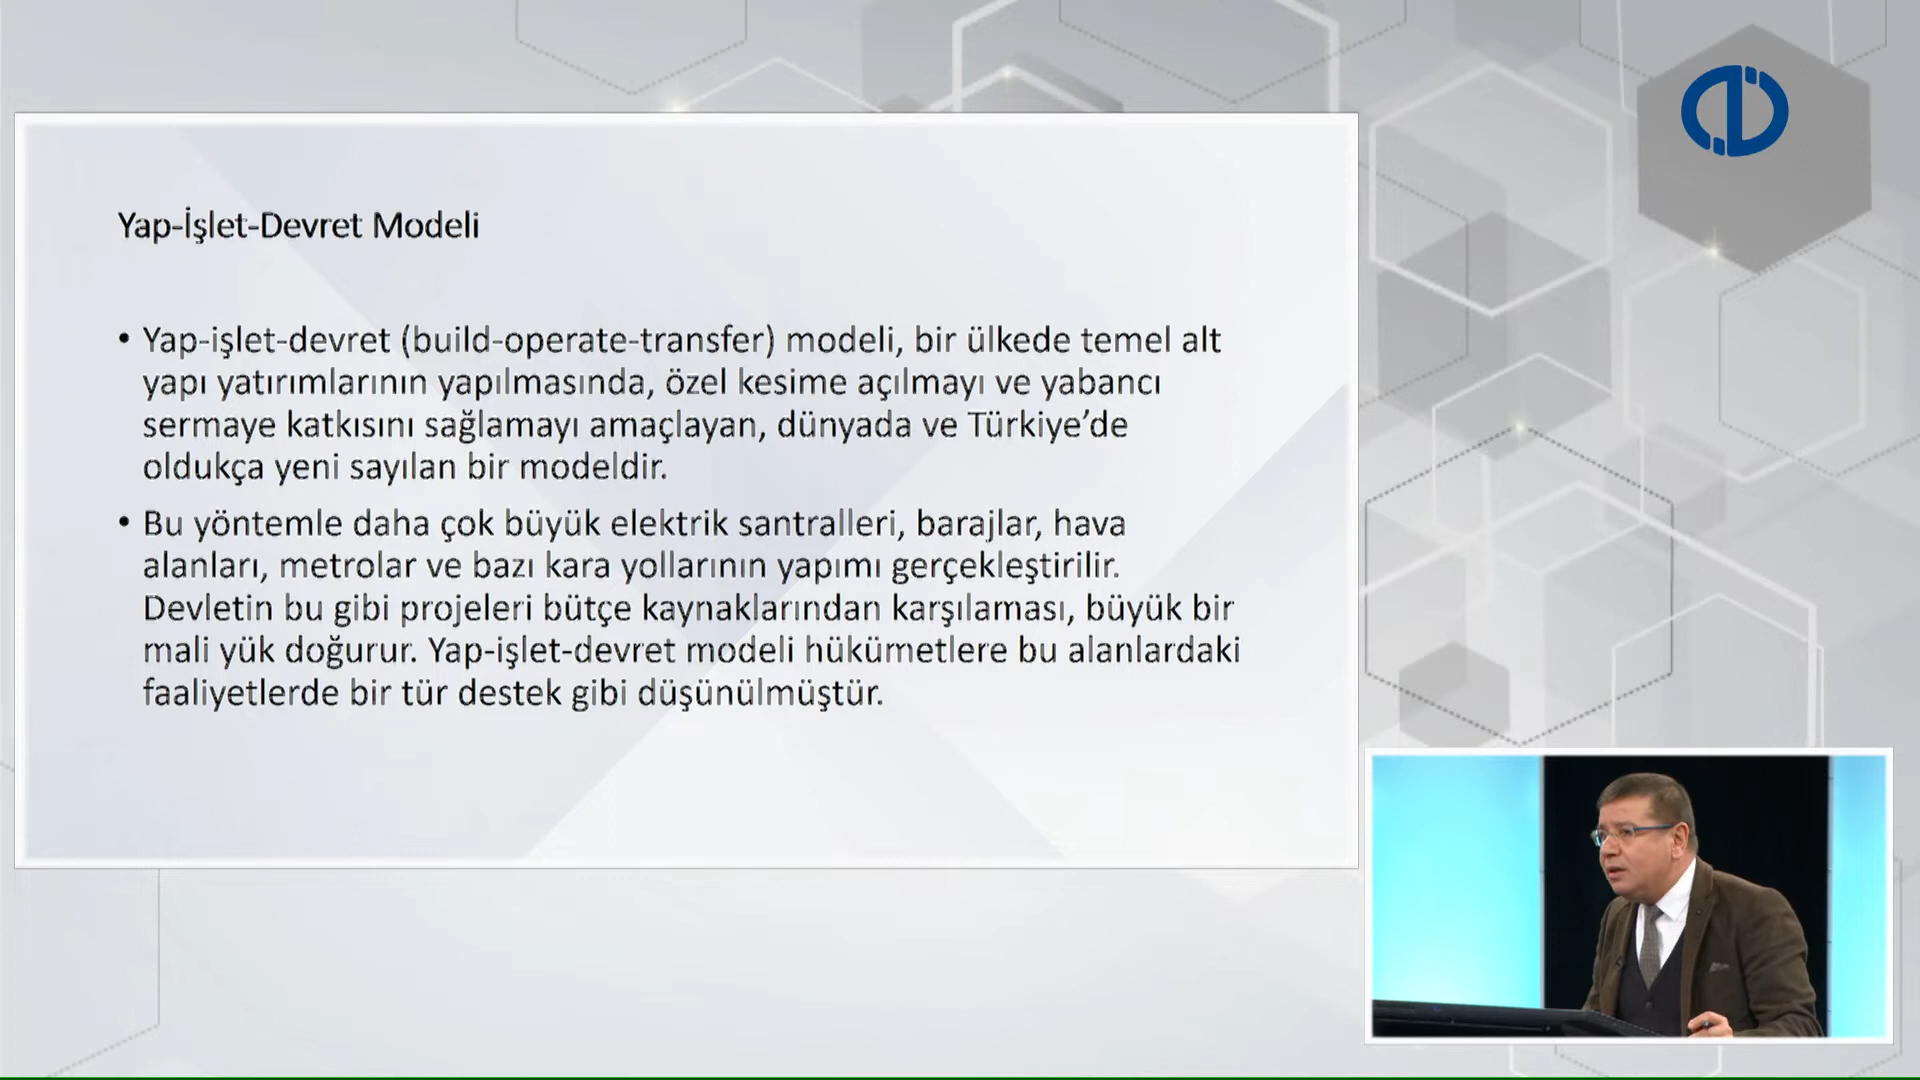 Yap-İşlet-Devret Modeli
• Yap-işlet-devret (build-operate-transfer) modeli, bir ülkede temel alt
yapı yatırımlarının yapılmasında, özel kesime açılmayı ve yabancı
sermaye katkısını sağlamayı amaçlayan, dünyada ve Türkiye’de
oldukça yeni sayılan bir modeldir.
• Bu yöntemle daha çok büyük elektrik santralleri, barajlar, hava
alanları, metrolar ve bazı kara yollarının yapımı gerçekleştirilir.
Devletin bu gibi projeleri bütçe kaynaklarından karşılaması, büyük bir
mali yük doğurur. Yap-işlet-devret modeli hükümetlere bu alanlardaki
faaliyetlerde bir tür destek gibi düşünülmüştür.